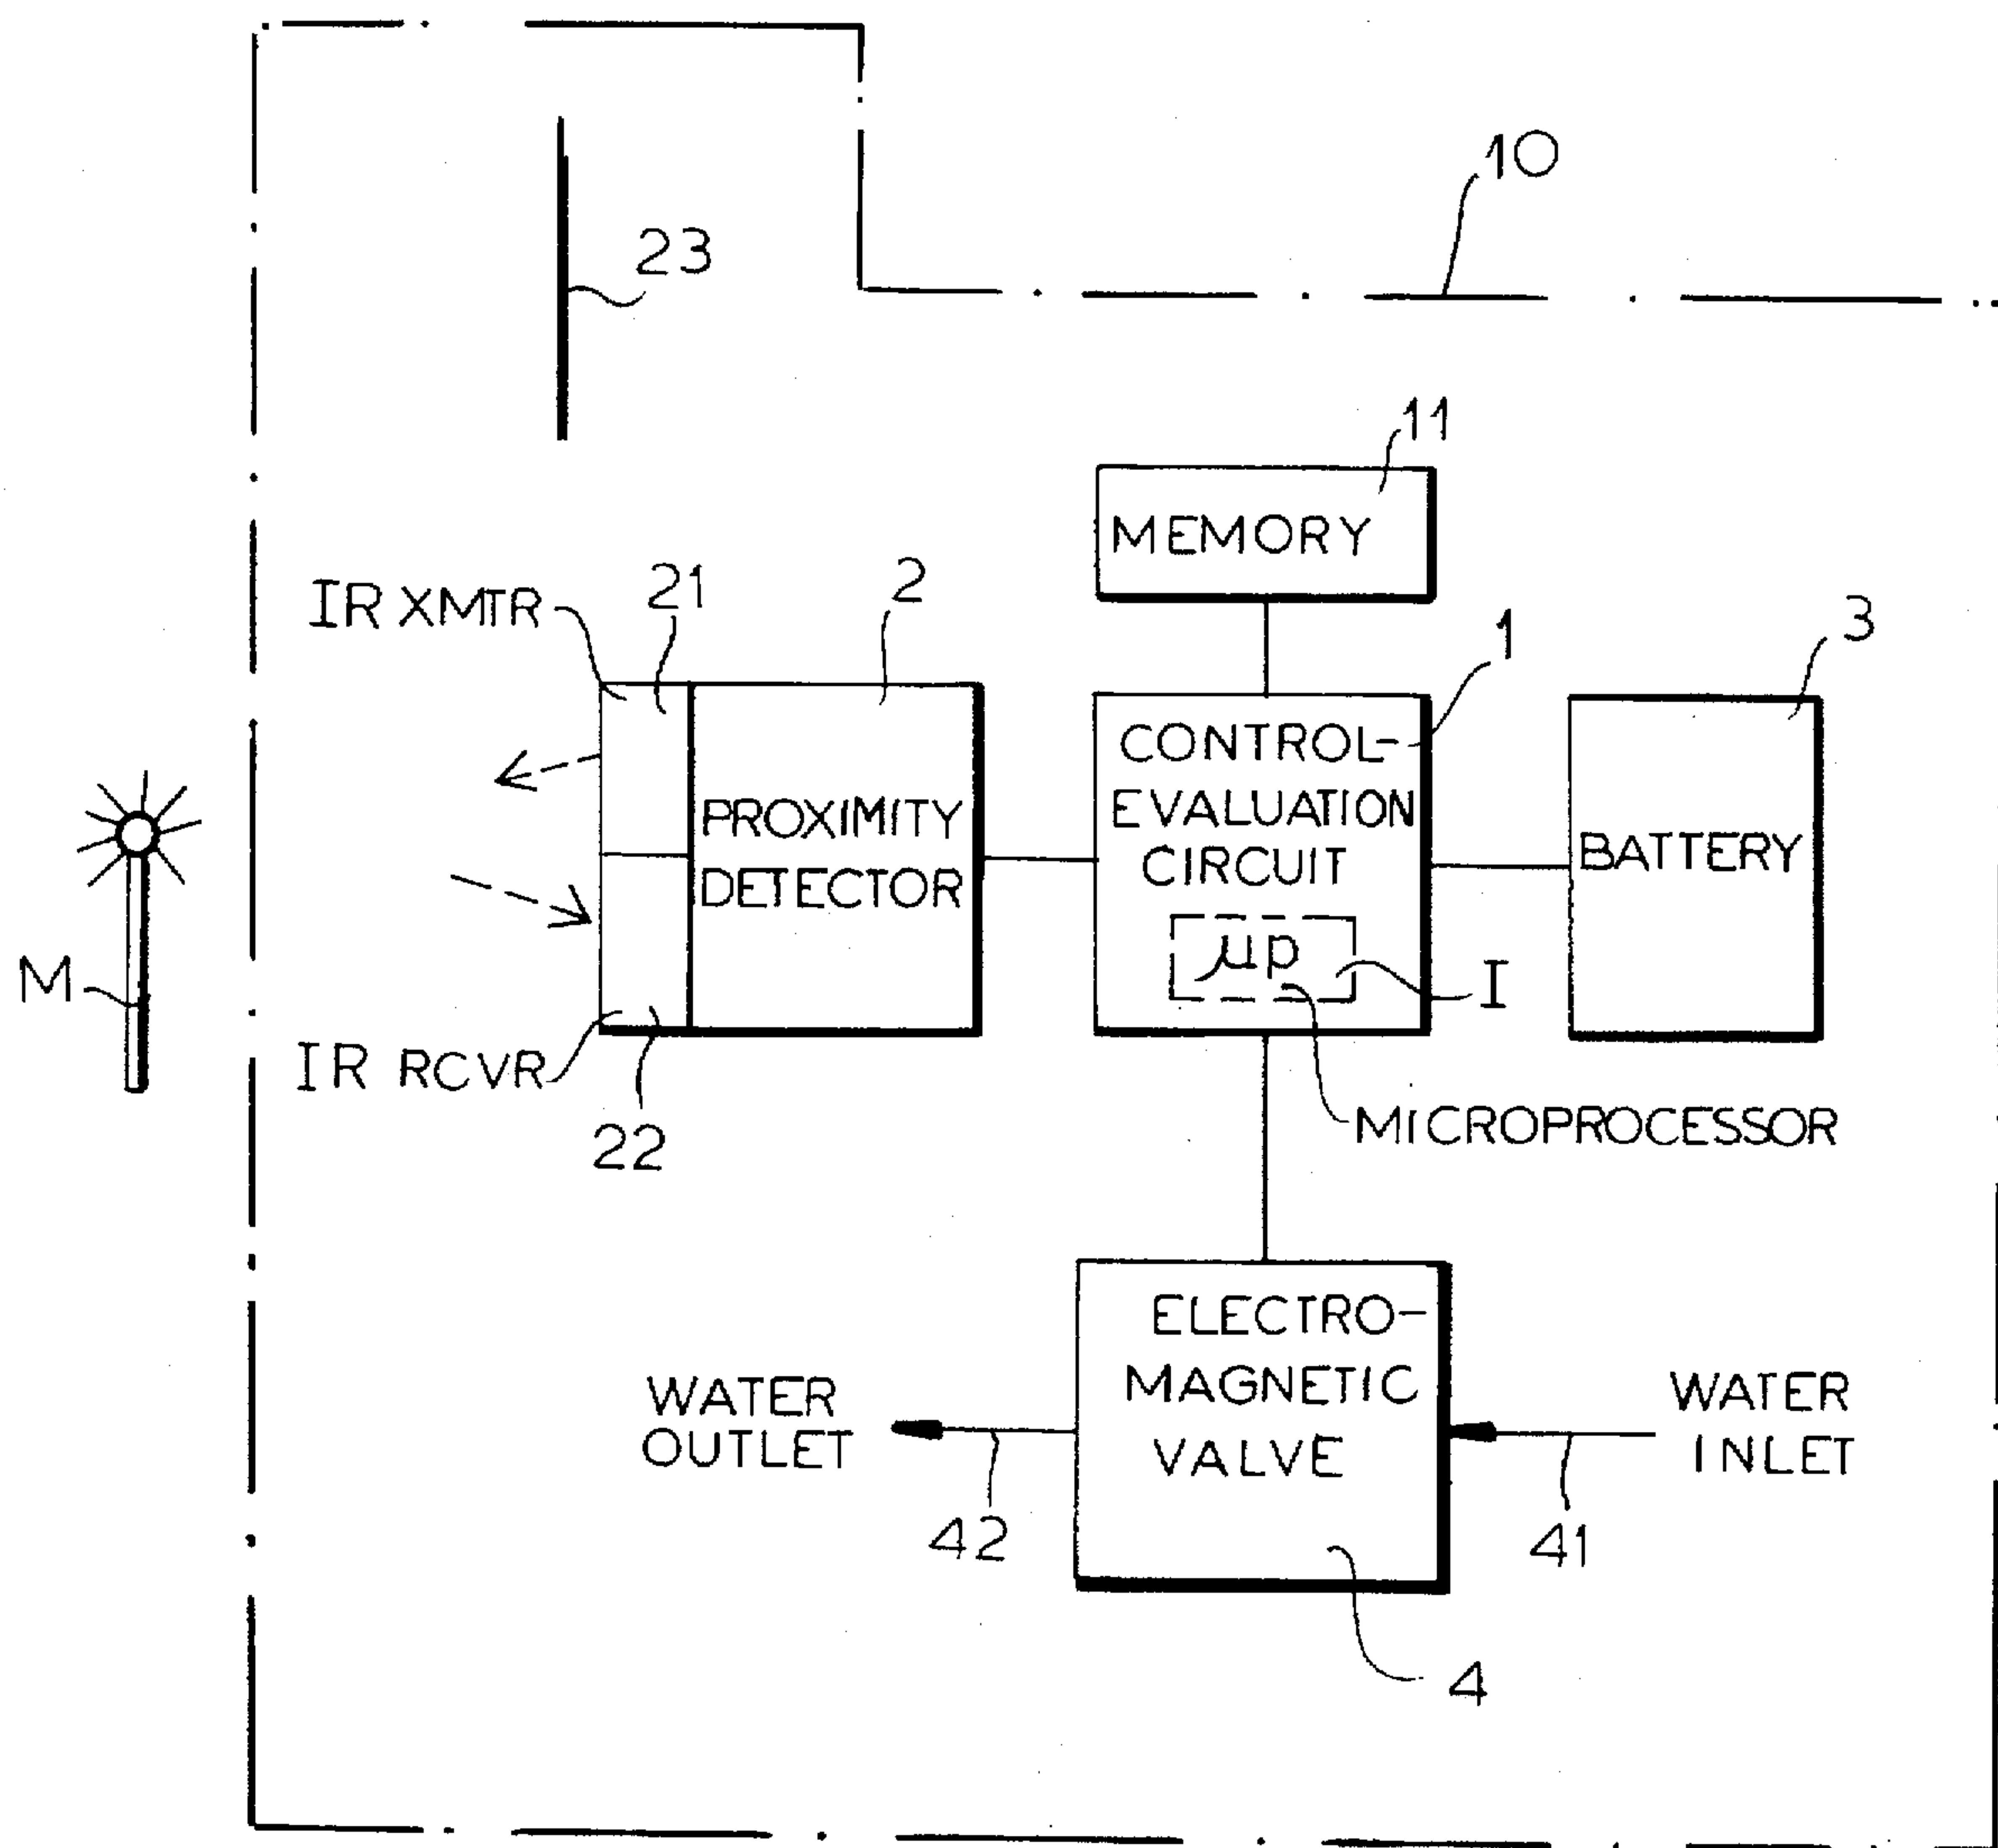 10
23
11
MEMORY
IR XMTR
21
2
1
3
CONTROL-
EVALUATION
CIRCUIT
μp
I
MICROPROCESSOR
PROXIMITY
DETECTOR
BATTERY
M
IR RCVR
22
ELECTRO-
MAGNETIC
VALVE
WATER
OUTLET
42
WATER
INLET
41
4